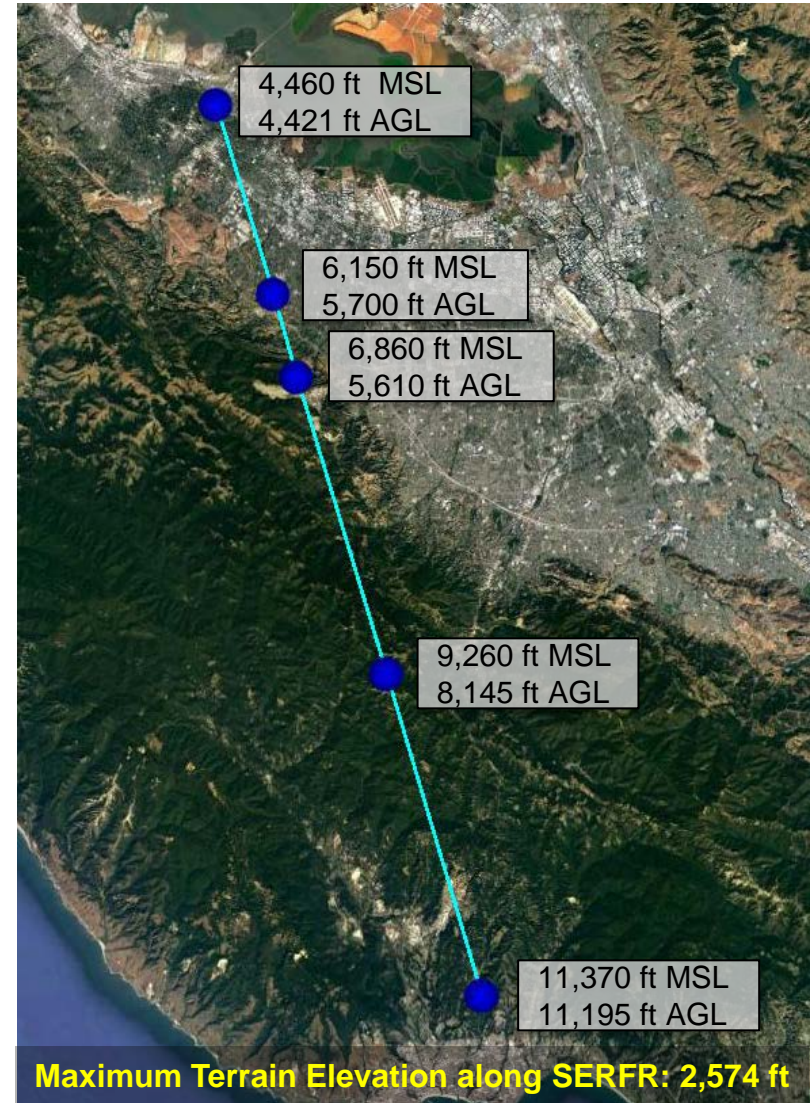 4,460 ft MSL
4,421 ft AGL
6,150 ft MSL
5,700 ft AGL
6,860 ft MSL
5,610 ft AGL
9,260 ft MSL
8,145 ft AGL
11,370 ft MSL
11,195 ft AGL
Maximum Terrain Elevation along SERFR: 2,574 ft